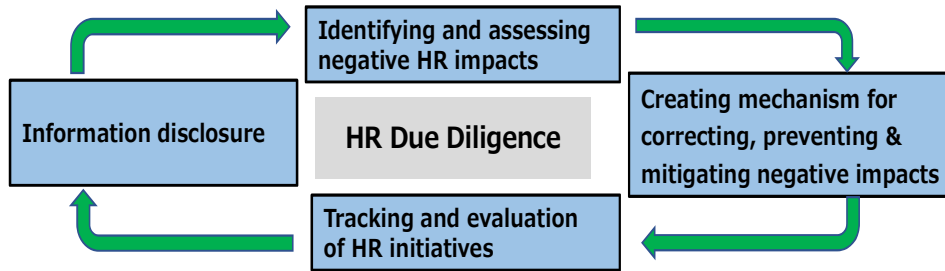 Identifying and assessing
negative HR impacts
Creating mechanism for
correcting, preventing &
mitigating negative impacts
Information disclosure
HR Due Diligence
Tracking and evaluation
of HR initiatives